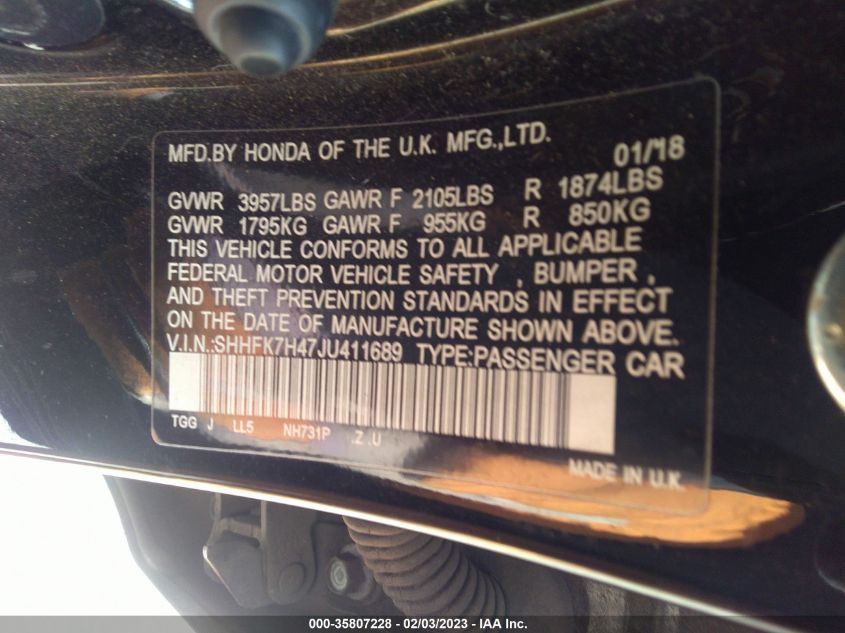 MFD.BY HONDA OF THE U.K. MFG.,LTD. 01/'18
GVWR 3957LBS GAWR F 2105LBS R 1874LBS
GVWR 1795KG GAWR F 955KG R 850KG
THIS VEHICLE CONFORMS TO ALL APPLICABLE
FEDERAL MOTOR VEHICLE SAFETY , BUMPER ,
AND THEFT PREVENTION STANDARDS IN EFFECT
ON THE DATE OF MANUFACTURE SHOWN ABOVE.
V.I.N.:SHHFK7H47JU411689 TYPE:PASSENGER CAR
TGG J LL5 NH731P .Z .U
MADE IN U.K.
000-35807228 - 02/03/2023 - IAA Inc.